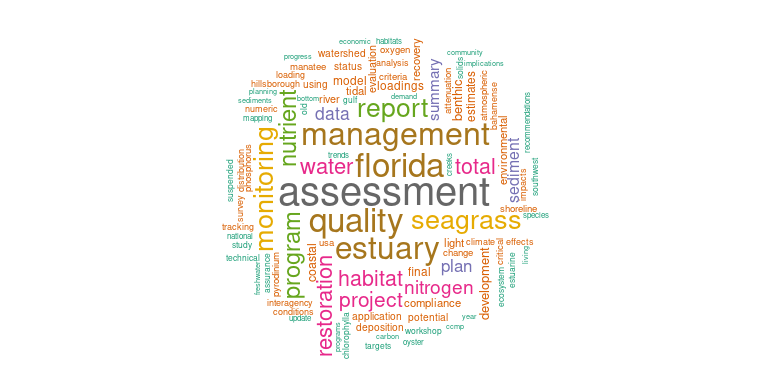 economic habitats
progress watershed oxygen community
manatee status analysis recovery solids implications
loading model evaluation criteria summary
hillsborough using tidal loadings benthic estimates atmospheric
planning bottom river gulf demand attenuation
sediments old data report bahamense
numeric nutrient
mapping management environmental recommendations
monitoring trends
distribution phosphorus water florida creeks total sediment impacts southwest
suspended
survey assessment
shoreline
tracking program quality seagrass species
national
study usa estuary light climate critical effects
technical coastal change living
freshwater assurance pyrodinium habitat final plan development ecosystem estuarine
restoration nitrogen
interagency project compliance
conditions
update application potential year
programs chlorophylla deposition workshop ccmp
carbon oyster
targets